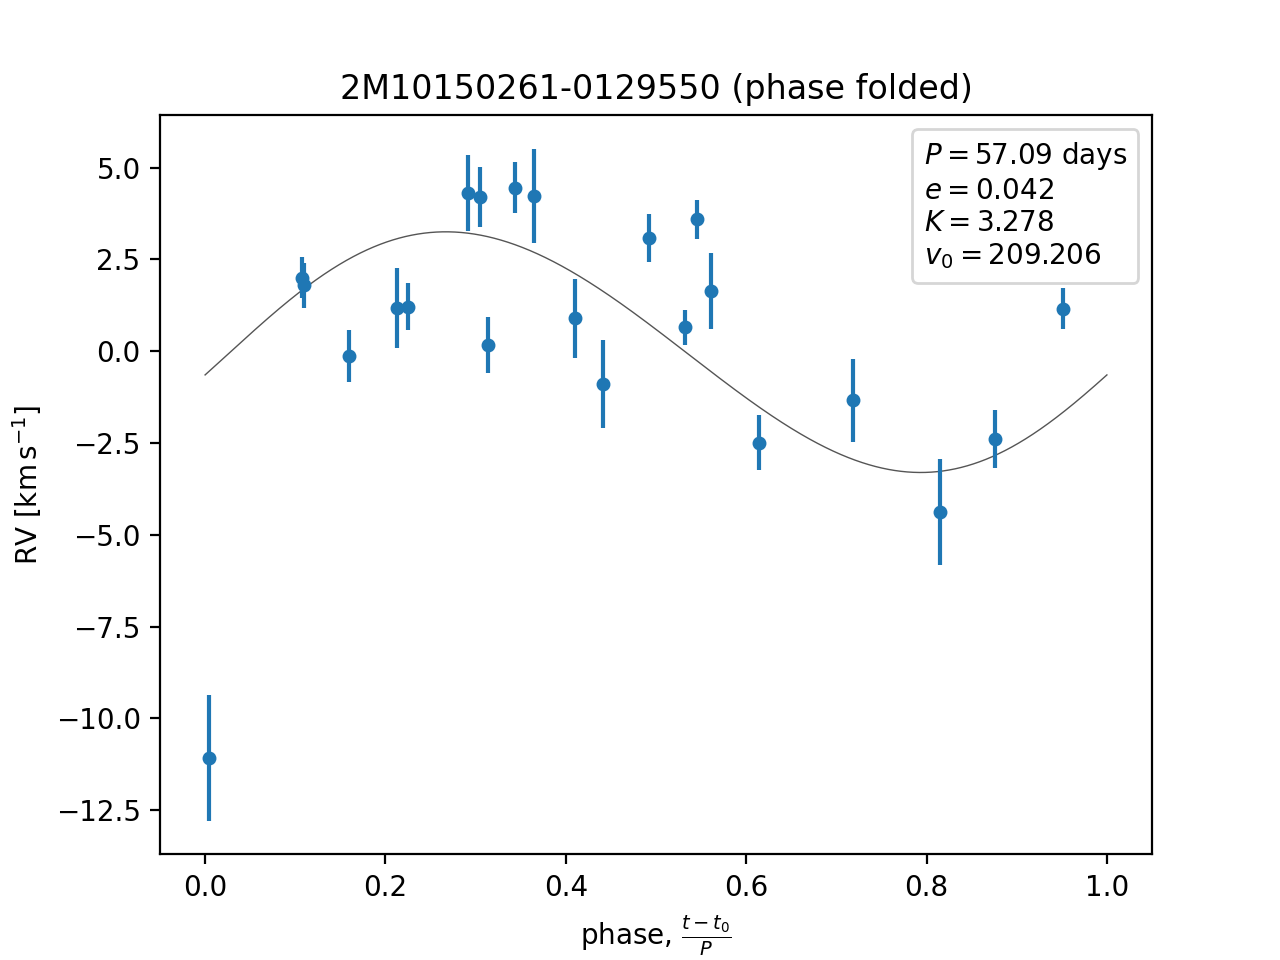 2M10150261-0129550 (phase folded)
P = 57.09 days
e = 0.042
K = 3.278
v₀ = 209.206
5.0
2.5
0.0
−2.5
−5.0
−7.5
−10.0
−12.5
RV [km s⁻¹]
0.0 0.2 0.4 0.6 0.8 1.0
phase, (t − t₀)/P